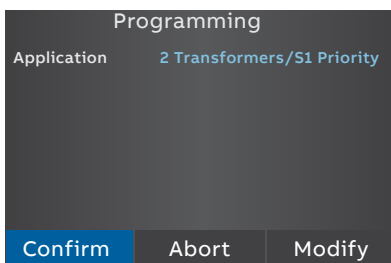 Programming
Application 2 Transformers/S1 Priority
Confirm Abort Modify